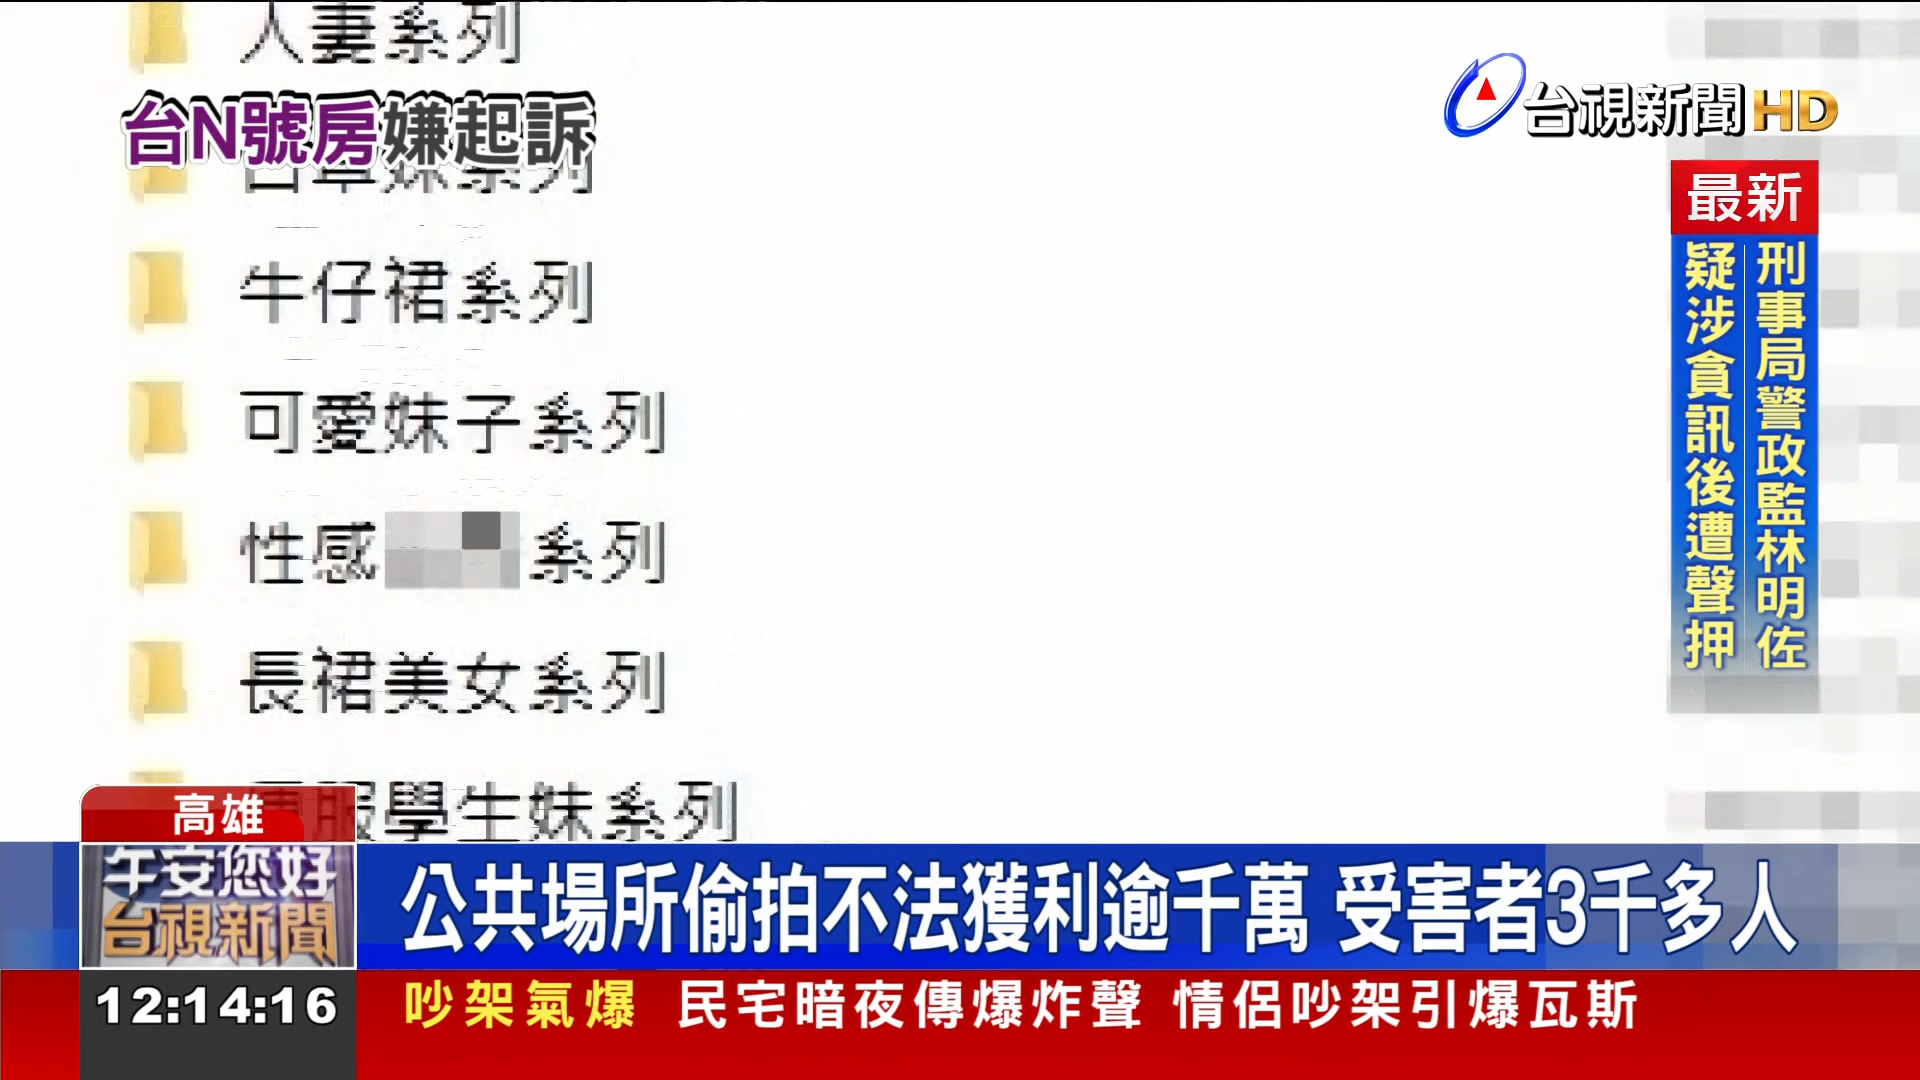 人妻系列
台N號房嫌起訴
牛仔裙系列
可愛妹子系列
性感
系列
長裙美女系列
服學生妹系列
台視新聞HD
最新
刑事局警政監林明佐
疑涉貪訊後遭聲押
高雄
午安您好
台視新聞
公共場所偷拍不法獲利逾千萬 受害者3千多人
12:14:16
吵架氣爆 民宅暗夜傳爆炸聲 情侶吵架引爆瓦斯